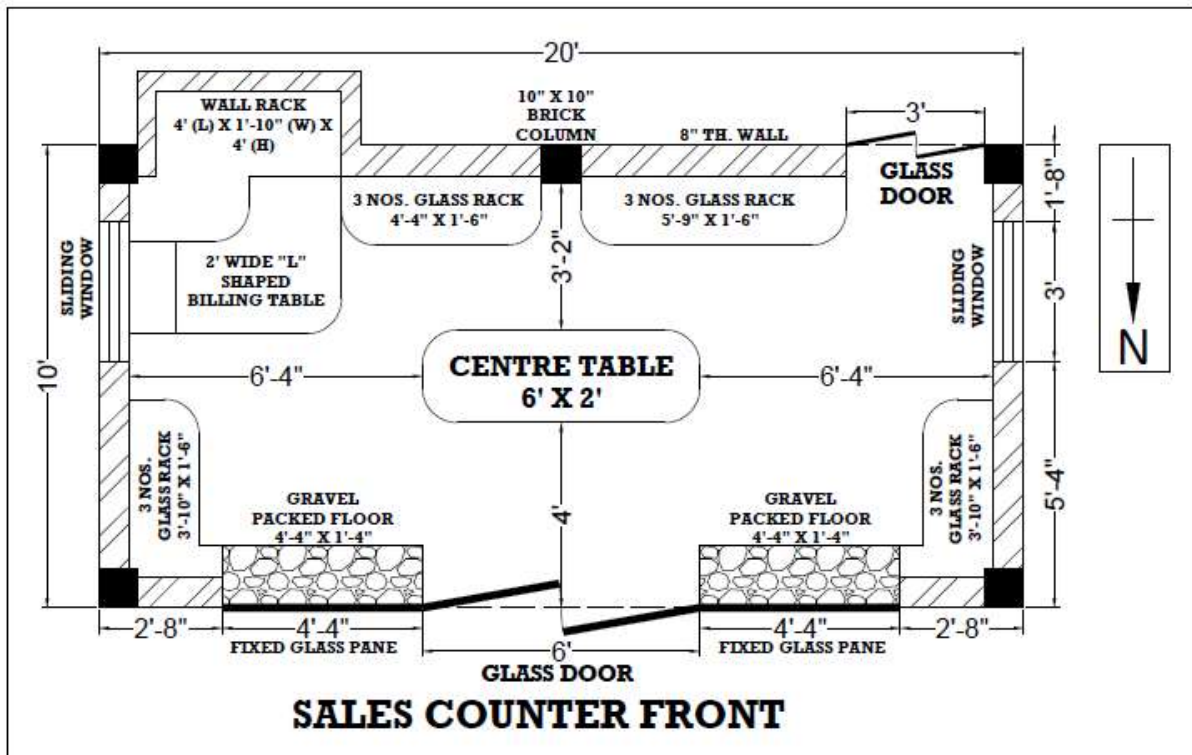 20'
WALL RACK
4' (L) X 1'-10" (W) X
4' (H)
10" X 10"
BRICK
COLUMN
8" TH. WALL
3'
GLASS
DOOR
1'-8"
3 NOS. GLASS RACK
4'-4" X 1'-6"
3 NOS. GLASS RACK
5'-9" X 1'-6"
SLIDING
WINDOW
2' WIDE "L"
SHAPED
BILLING TABLE
3'-2"
SLIDING
WINDOW
3'
N
10'
6'-4"
CENTRE TABLE
6' X 2'
6'-4"
3 NOS.
GLASS RACK
3'-10" X 1'-6"
GRAVEL
PACKED FLOOR
4'-4" X 1'-4"
4'
GRAVEL
PACKED FLOOR
4'-4" X 1'-4"
3 NOS.
GLASS RACK
3'-10" X 1'-6"
5'-4"
2'-8"
4'-4"
FIXED GLASS PANE
6'
GLASS DOOR
4'-4"
FIXED GLASS PANE
2'-8"
SALES COUNTER FRONT